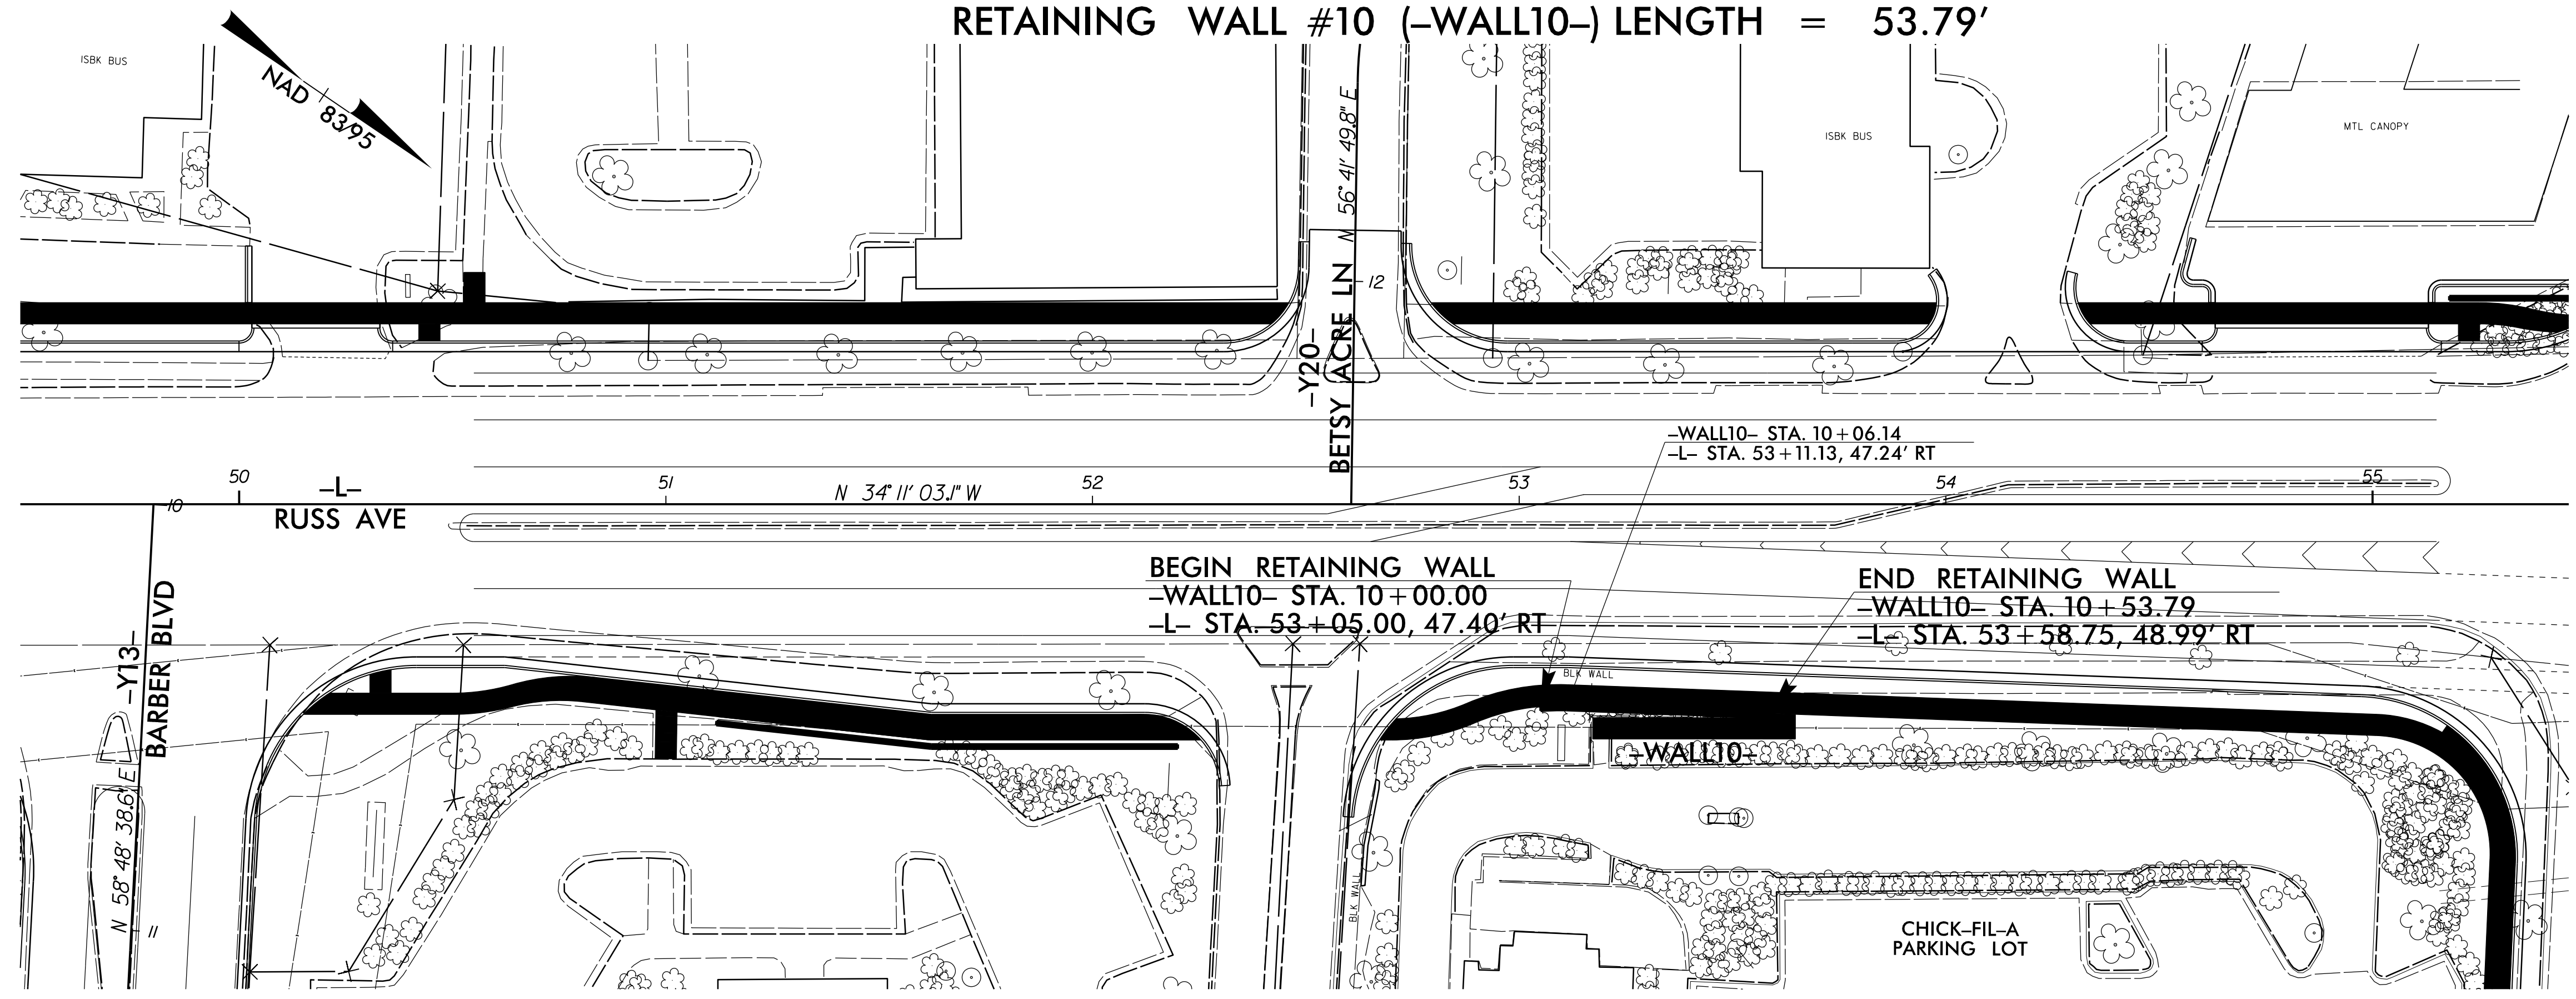 RETAINING WALL #10 (–WALL10–) LENGTH = 53.79'
ISBK BUS
NAD 83/95
ISBK BUS
MTL CANOPY
N 56° 41' 49.8" E
12
–Y20–
BETSY ACRE LN
–WALL10– STA. 10+06.14
–L– STA. 53+11.13, 47.24' RT
50
–L–
51
N 34° 11' 03.1" W
52
53
54
55
10
RUSS AVE
BEGIN RETAINING WALL
–WALL10– STA. 10+00.00
–L– STA. 53+05.00, 47.40' RT
END RETAINING WALL
–WALL10– STA. 10+53.79
–L– STA. 53+58.75, 48.99' RT
–Y13–
BARBER BLVD
N 58° 48' 38.6" E
11
BLK WALL
–WALL10–
BLK WALL
CHICK–FIL–A
PARKING LOT